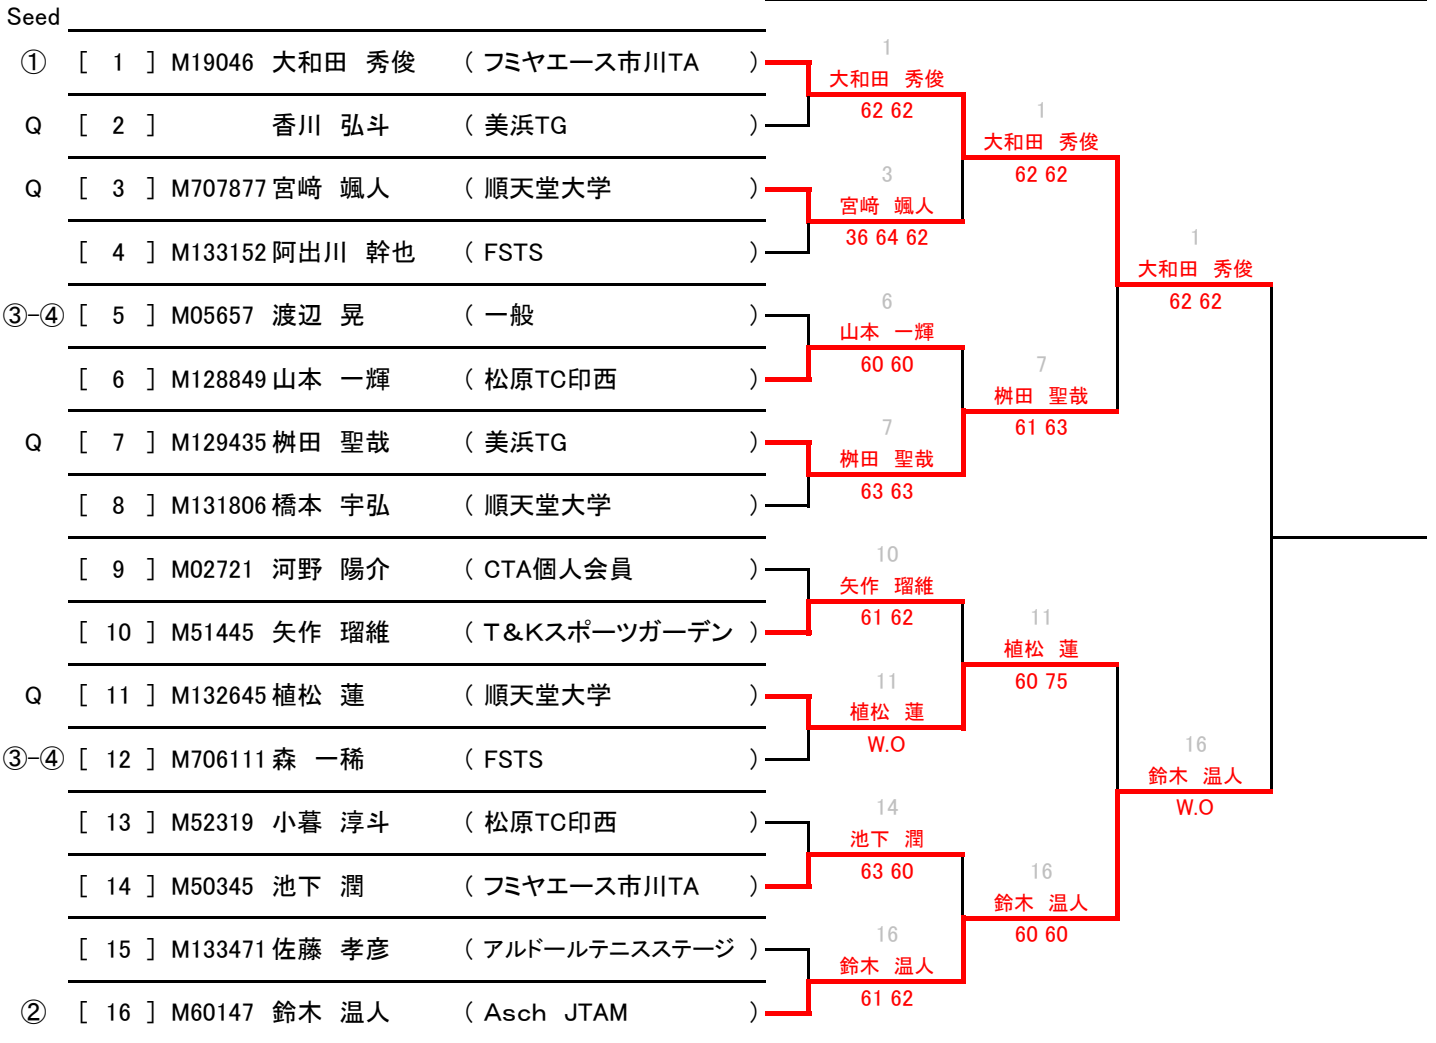 Seed
① [ 1 ] M19046 大和田 秀俊 ( フミヤエース市川TA )
Q [ 2 ] 香川 弘斗 ( 美浜TG )
Q [ 3 ] M707877 宮﨑 颯人 ( 順天堂大学 )
[ 4 ] M133152 阿出川 幹也 ( FSTS )
③-④ [ 5 ] M05657 渡辺 晃 ( 一般 )
[ 6 ] M128849 山本 一輝 ( 松原TC印西 )
Q [ 7 ] M129435 桝田 聖哉 ( 美浜TG )
[ 8 ] M131806 橋本 宇弘 ( 順天堂大学 )
[ 9 ] M02721 河野 陽介 ( CTA個人会員 )
[ 10 ] M51445 矢作 瑠維 ( T&Kスポーツガーデン )
Q [ 11 ] M132645 植松 蓮 ( 順天堂大学 )
③-④ [ 12 ] M706111 森 一稀 ( FSTS )
[ 13 ] M52319 小暮 淳斗 ( 松原TC印西 )
[ 14 ] M50345 池下 潤 ( フミヤエース市川TA )
[ 15 ] M133471 佐藤 孝彦 ( アルドールテニスステージ )
② [ 16 ] M60147 鈴木 温人 ( Asch JTAM )
1
大和田 秀俊
62 62
3
宮﨑 颯人
36 64 62
6
山本 一輝
60 60
7
桝田 聖哉
63 63
10
矢作 瑠維
61 62
11
植松 蓮
W.O
14
池下 潤
63 60
16
鈴木 温人
61 62
1
大和田 秀俊
62 62
7
桝田 聖哉
61 63
11
植松 蓮
60 75
16
鈴木 温人
60 60
1
大和田 秀俊
62 62
16
鈴木 温人
W.O